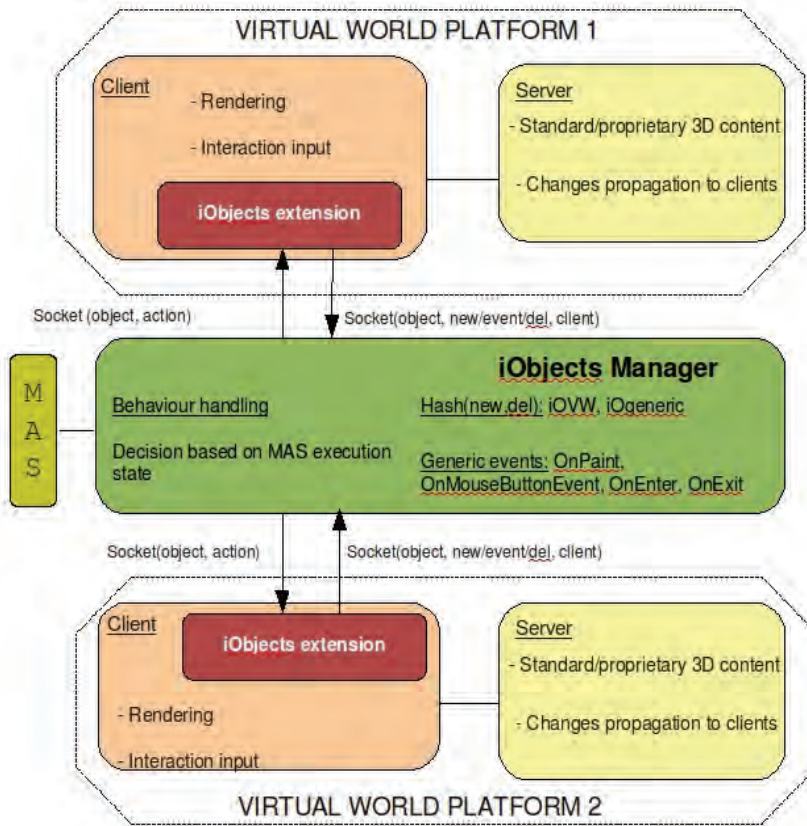 VIRTUAL WORLD PLATFORM 1
Client
- Rendering
- Interaction input
iObjects extension
Server
- Standard/proprietary 3D content
- Changes propagation to clients
Socket (object, action)
Socket(object, new/event/del, client)
M
A
S
iObjects Manager
Behaviour handling
Decision based on MAS execution
state
Hash(new,del): iOVW, iOgeneric
Generic events: OnPaint,
OnMouseButtonEvent, OnEnter, OnExit
Socket(object, action)
Socket(object, new/event/del, client)
Client
iObjects extension
- Rendering
- Interaction input
Server
- Standard/proprietary 3D content
- Changes propagation to clients
VIRTUAL WORLD PLATFORM 2